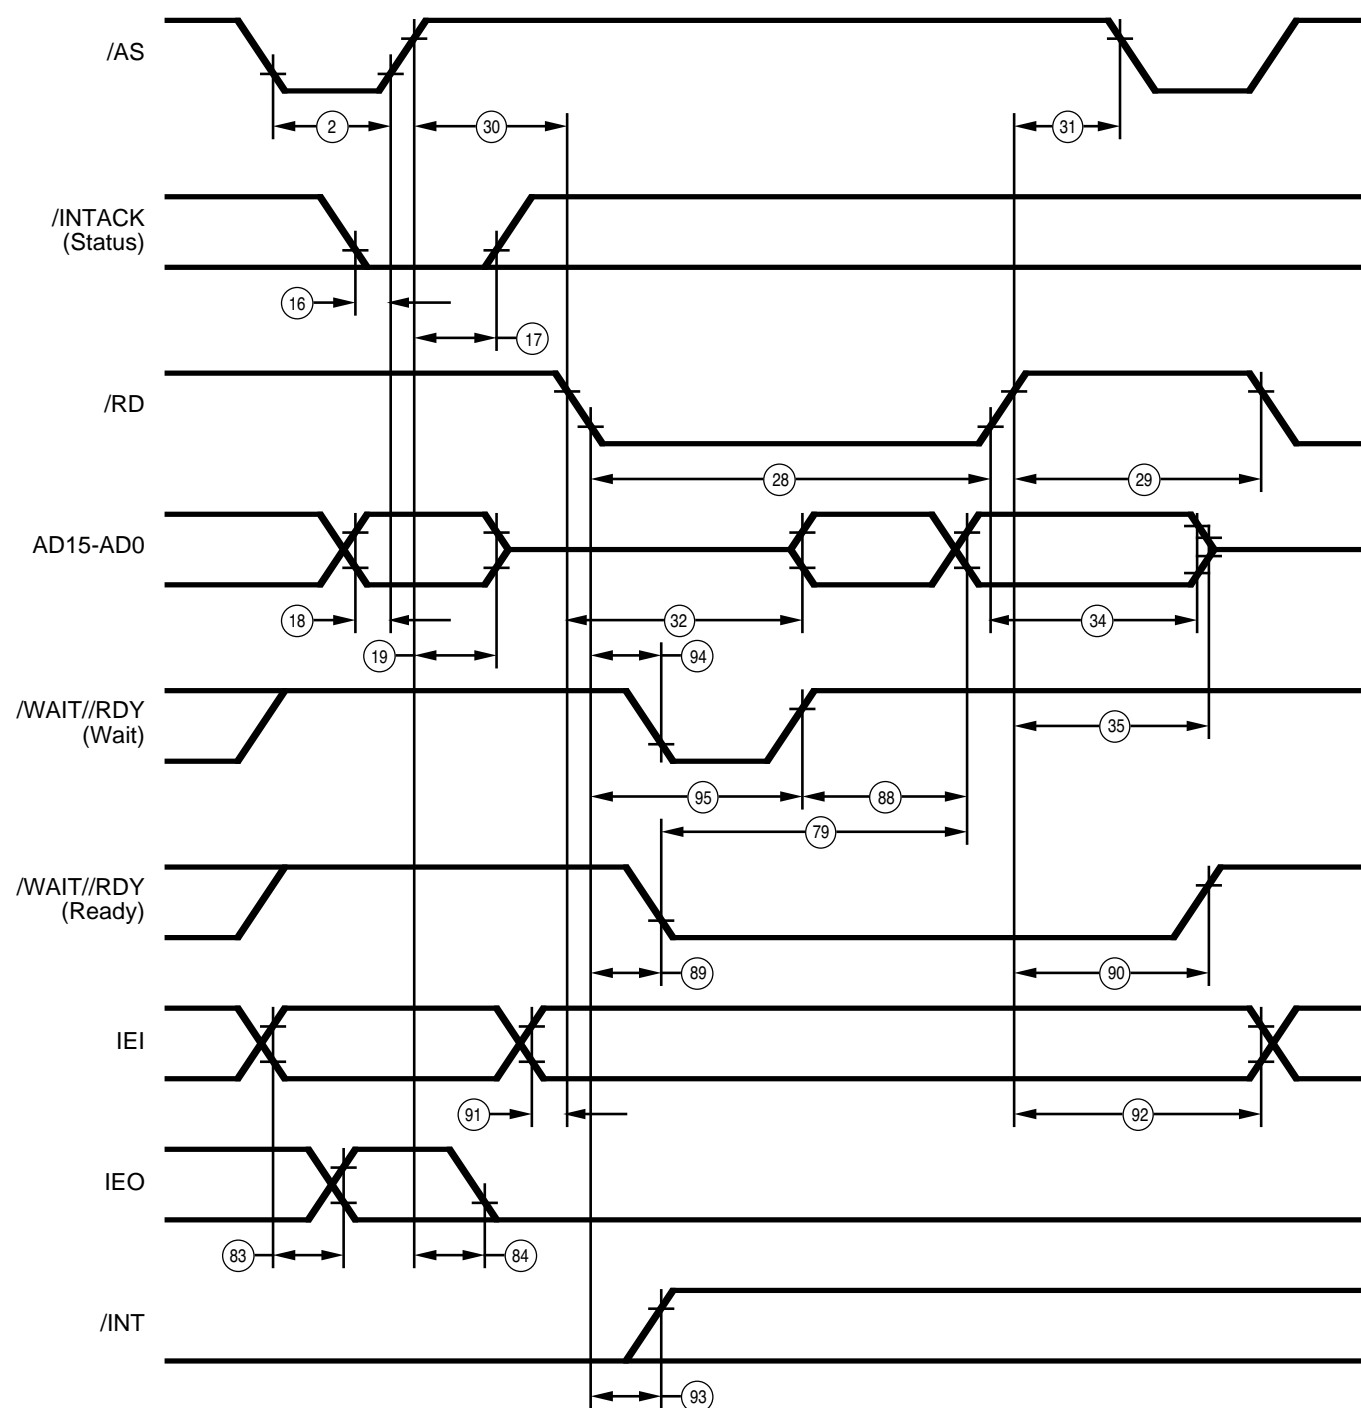 /AS
2
30
31
/INTACK
(Status)
16
17
/RD
28
29
AD15-AD0
18
32
34
19
94
/WAIT//RDY
(Wait)
35
95
88
79
/WAIT//RDY
(Ready)
89
90
IEI
91
92
IEO
83
84
/INT
93